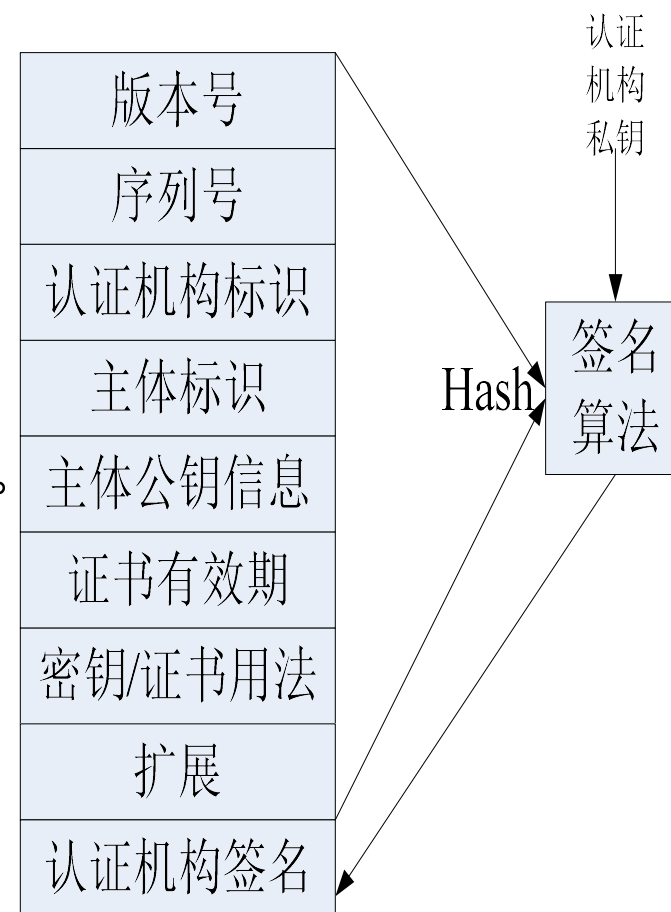 版本号
序列号
认证机构标识
主体标识
主体公钥信息
证书有效期
密钥/证书用法
扩展
认证机构签名
。
Hash
认证
机构
私钥
签名
算法